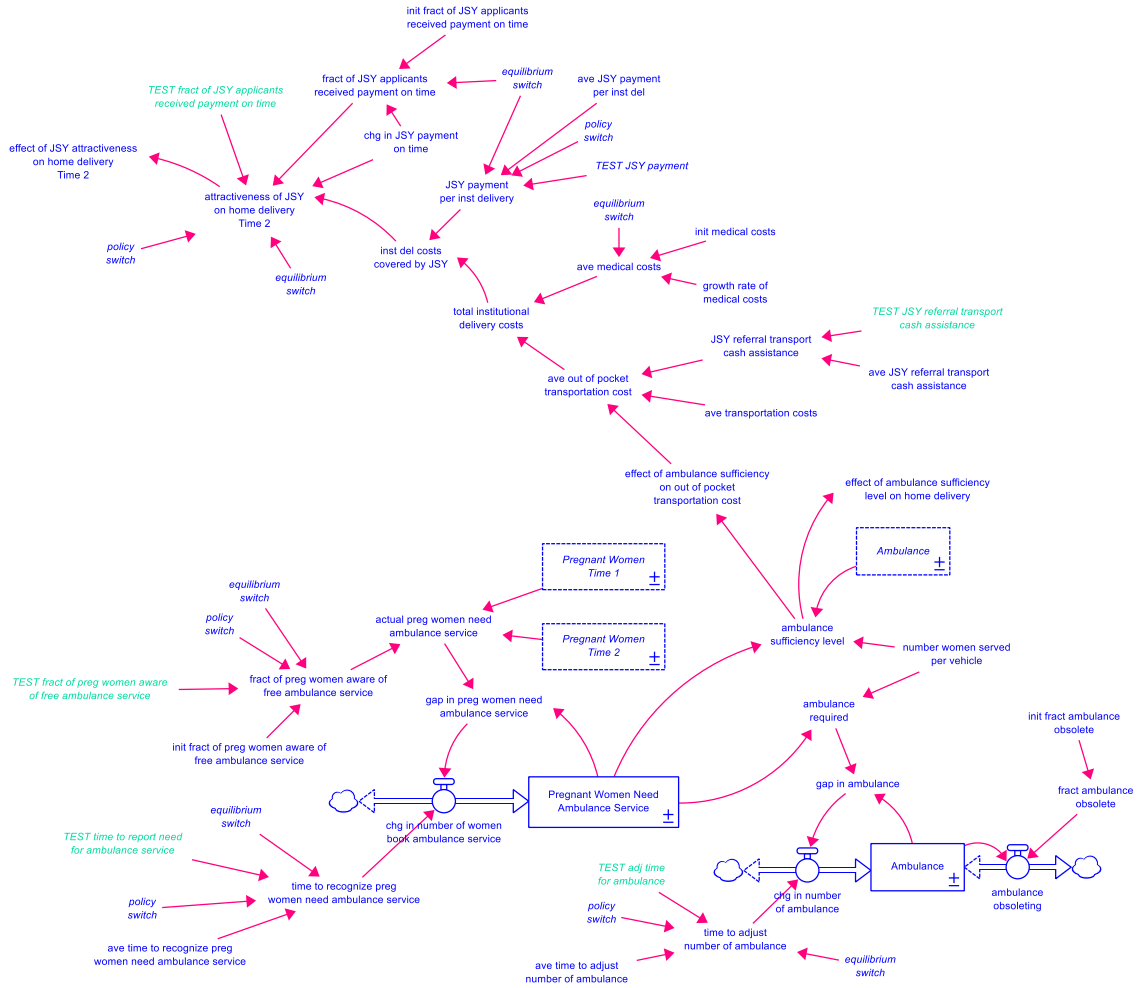 init fract of JSY applicants
received payment on time
fract of JSY applicants
received payment on time
equilibrium
switch
ave JSY payment
per inst del
TEST fract of JSY applicants
received payment on time
policy
switch
chg in JSY payment
on time
effect of JSY attractiveness
on home delivery
Time 2
TEST JSY payment
JSY payment
per inst delivery
attractiveness of JSY
on home delivery
Time 2
equilibrium
switch
init medical costs
policy
switch
inst del costs
covered by JSY
ave medical costs
equilibrium
switch
growth rate of
medical costs
total institutional
delivery costs
TEST JSY referral transport
cash assistance
JSY referral transport
cash assistance
ave out of pocket
transportation cost
ave JSY referral transport
cash assistance
ave transportation costs
effect of ambulance sufficiency
on out of pocket
transportation cost
effect of ambulance sufficiency
level on home delivery
Ambulance
±
Pregnant Women
Time 1
±
equilibrium
switch
policy
switch
actual preg women need
ambulance service
ambulance
sufficiency level
Pregnant Women
Time 2
±
number women served
per vehicle
TEST fract of preg women aware
of free ambulance service
fract of preg women aware of
free ambulance service
gap in preg women need
ambulance service
ambulance
required
init fract ambulance
obsolete
init fract of preg women aware of
free ambulance service
gap in ambulance
fract ambulance
obsolete
Pregnant Women Need
Ambulance Service
±
equilibrium
switch
chg in number of women
book ambulance service
TEST time to report need
for ambulance service
TEST adj time
for ambulance
Ambulance
±
time to recognize preg
women need ambulance service
chg in number
of ambulance
ambulance
obsoleting
policy
switch
policy
switch
time to adjust
number of ambulance
ave time to recognize preg
women need ambulance service
ave time to adjust
number of ambulance
equilibrium
switch